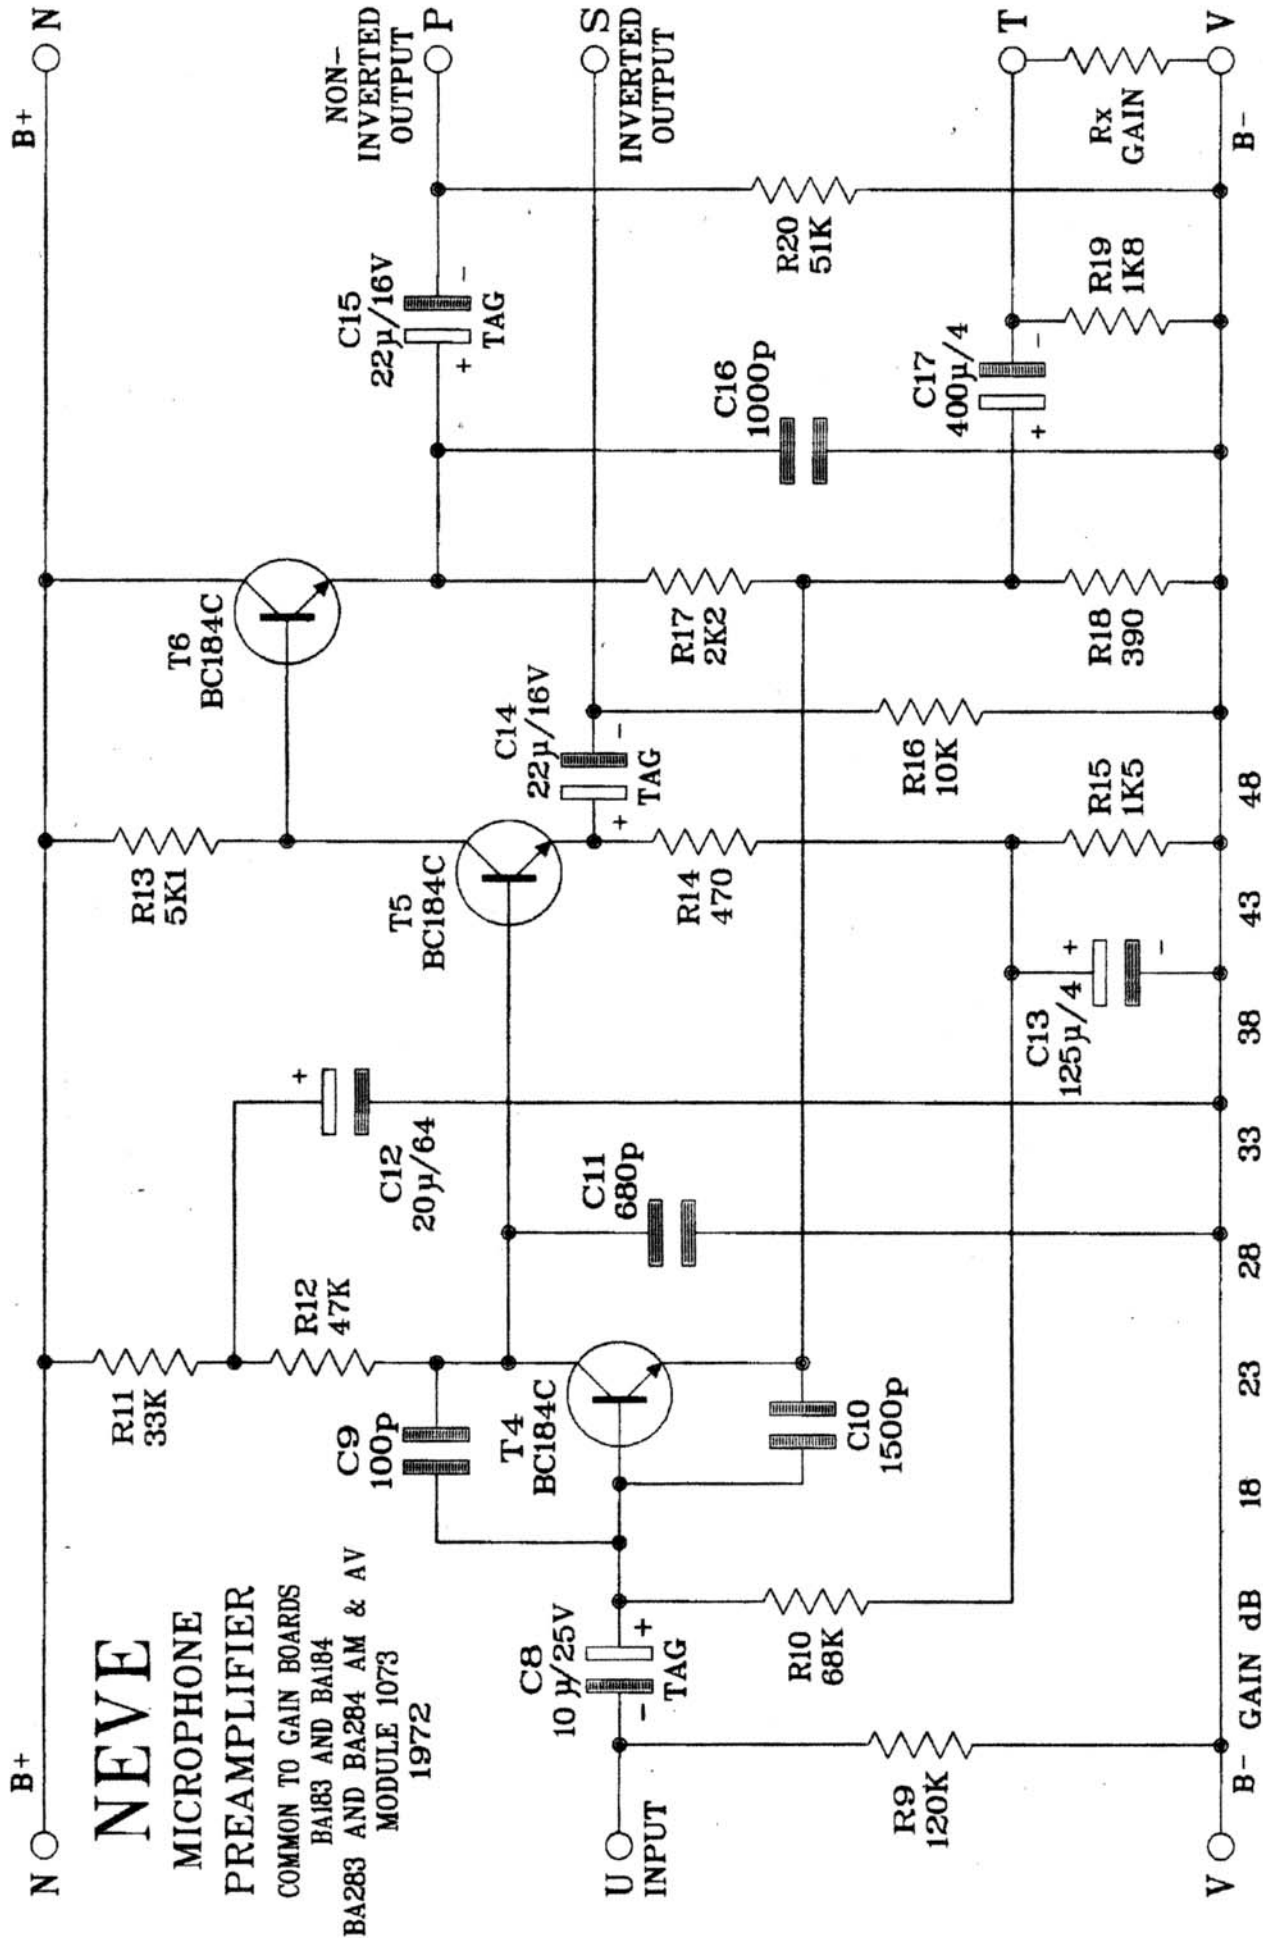 N
B+
B+
N
NEVE
MICROPHONE
PREAMPLIFIER
COMMON TO GAIN BOARDS
BA183 AND BA184
BA283 AND BA284 AM & AV
MODULE 1073
1972
R11
33K
R12
47K
C9
100p
C12
20µ/64
+
R13
5K1
T6
BC184C
C15
22µ/16V
+
-
TAG
NON-
INVERTED
OUTPUT
P
T4
BC184C
C11
680p
T5
BC184C
C14
22µ/16V
+
-
TAG
S
INVERTED
OUTPUT
U
INPUT
C8
10µ/25V
-
+
TAG
C10
1500p
R14
470
R17
2K2
C16
1000p
R20
51K
R9
120K
R10
68K
C13
125µ/4
+
-
R16
10K
C17
400µ/4
+
-
T
R15
1K5
R18
390
R19
1K8
Rx
GAIN
V
B-
GAIN dB
18
23
28
33
38
43
48
B-
V